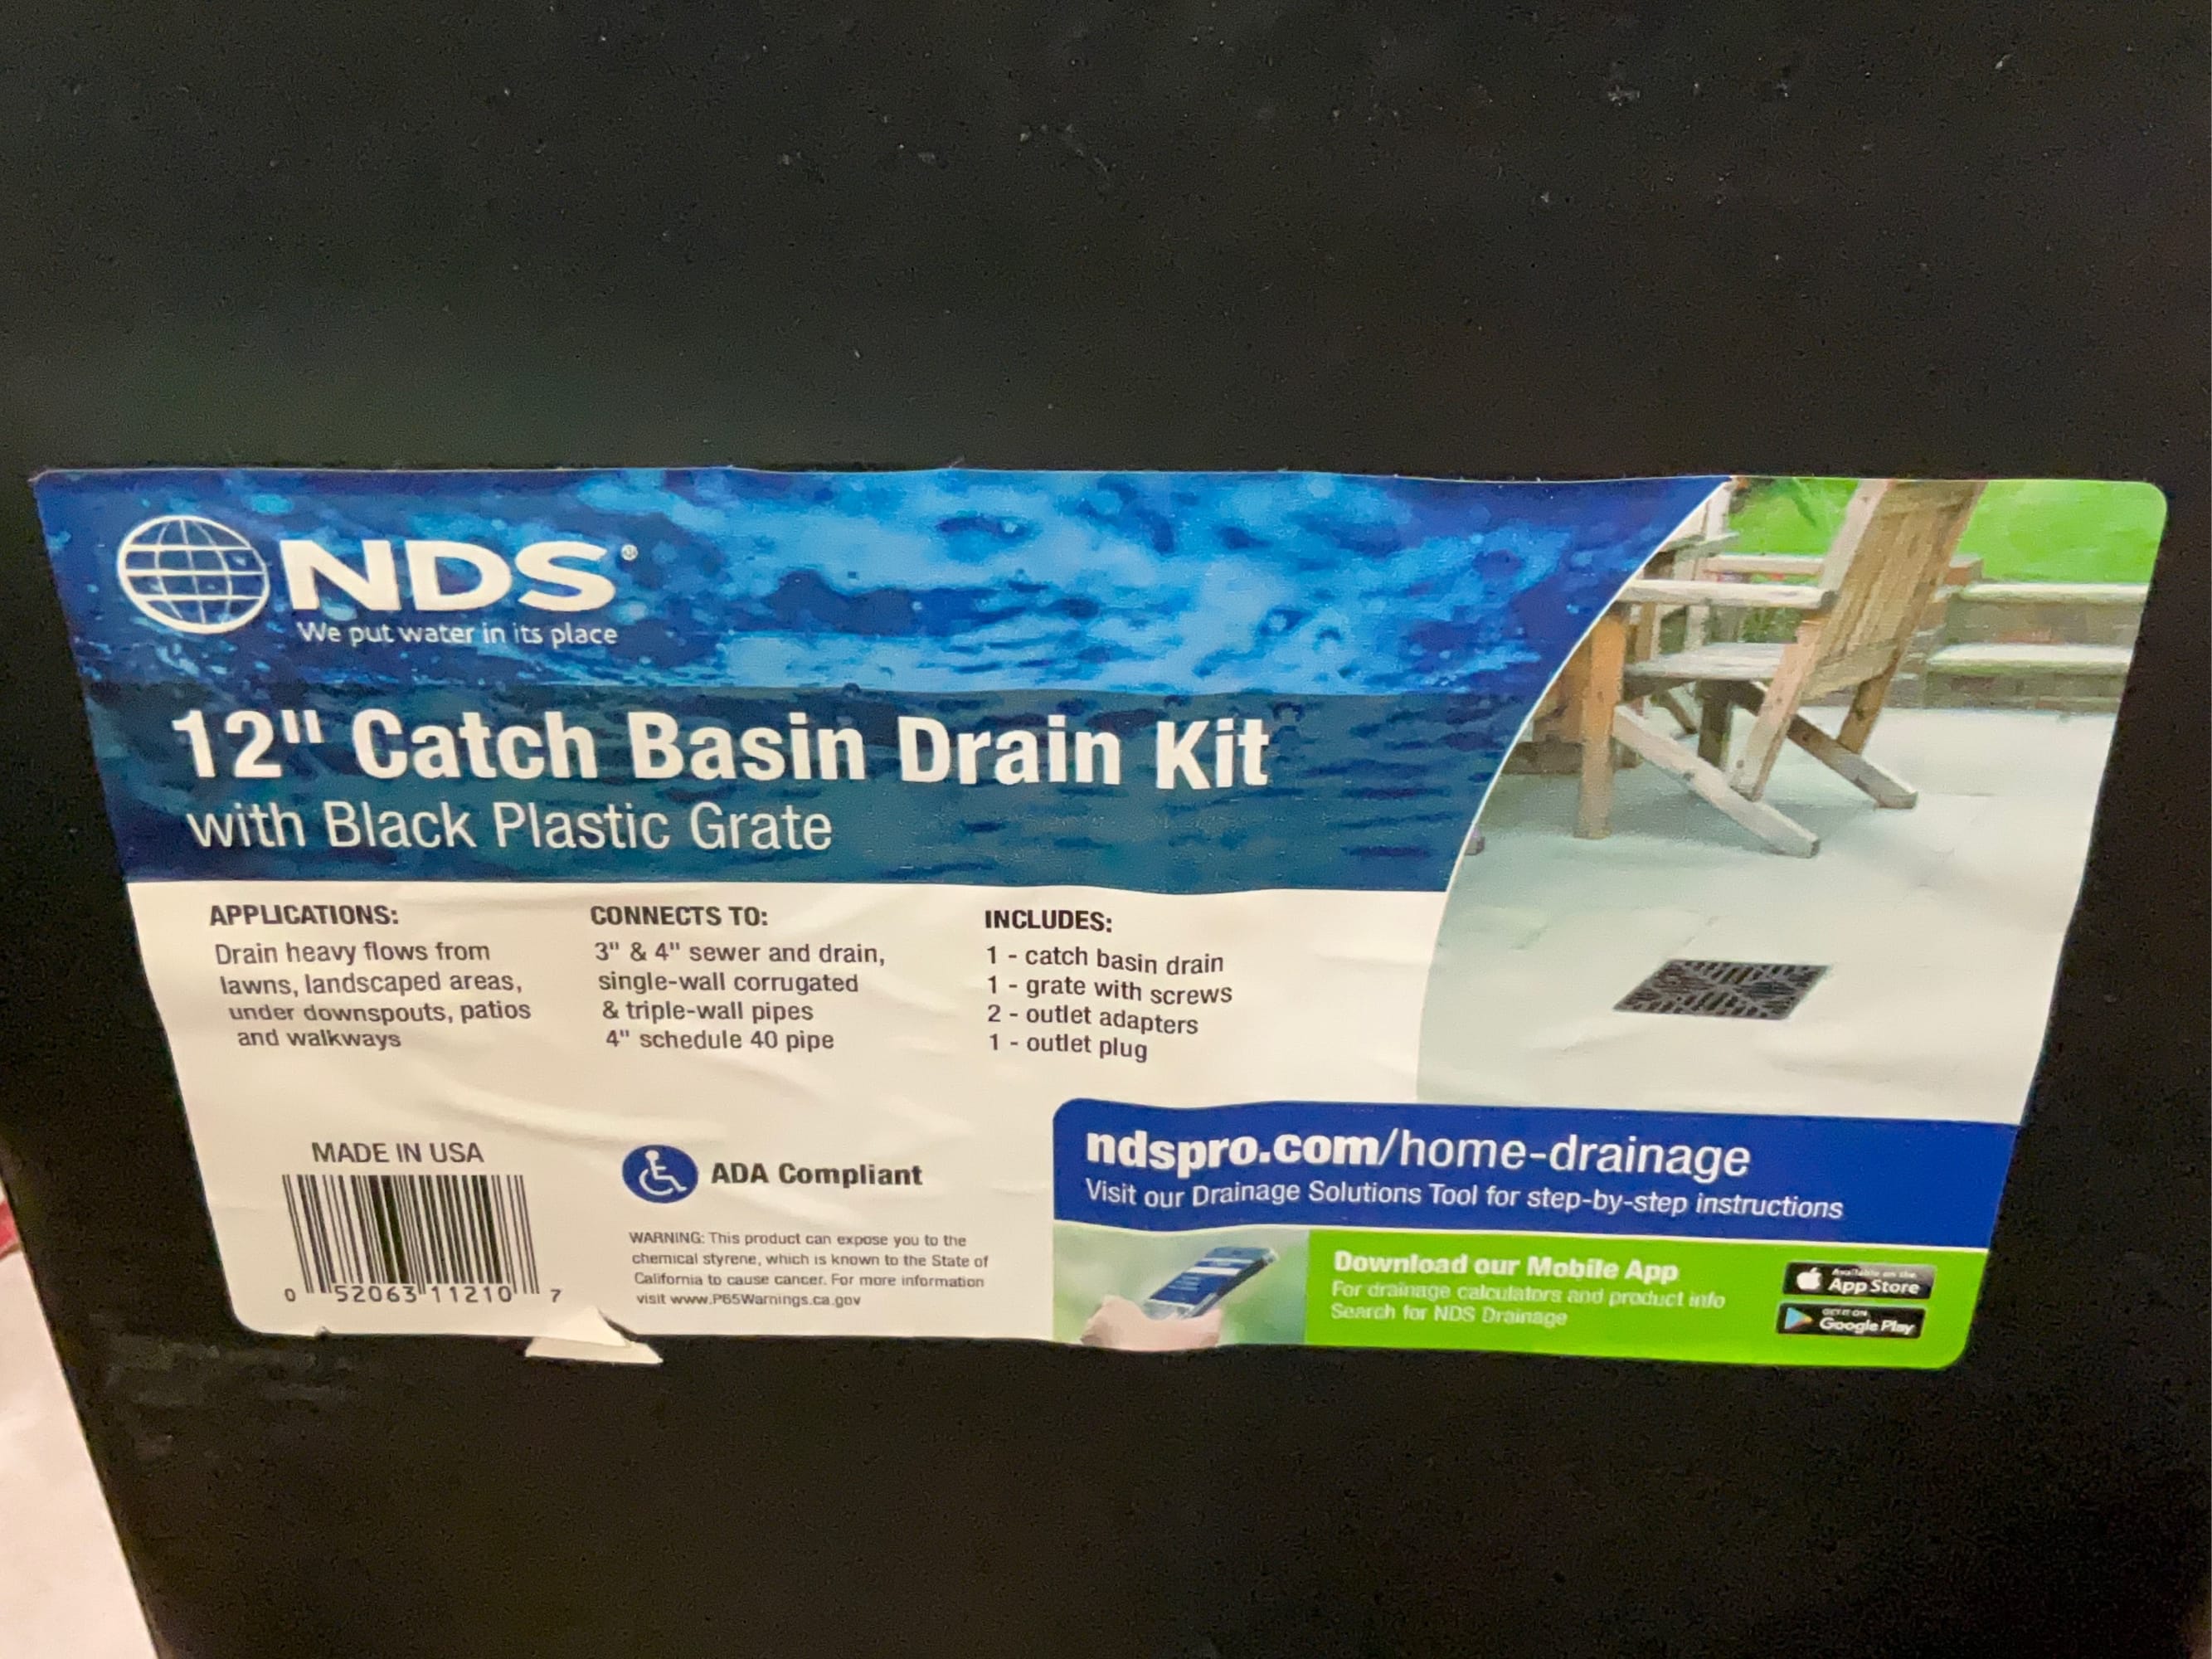 NDS®
We put water in its place
12" Catch Basin Drain Kit
with Black Plastic Grate
APPLICATIONS:
Drain heavy flows from
lawns, landscaped areas,
under downspouts, patios
and walkways
CONNECTS TO:
3" & 4" sewer and drain,
single-wall corrugated
& triple-wall pipes
4" schedule 40 pipe
INCLUDES:
1 - catch basin drain
1 - grate with screws
2 - outlet adapters
1 - outlet plug
MADE IN USA
0 52063 11210 7
ADA Compliant
WARNING: This product can expose you to the
chemical styrene, which is known to the State of
California to cause cancer. For more information
visit www.P65Warnings.ca.gov
ndspro.com/home-drainage
Visit our Drainage Solutions Tool for step-by-step instructions
Download our Mobile App
For drainage calculators and product info
Search for NDS Drainage
Available on the
App Store
GET IT ON
Google Play